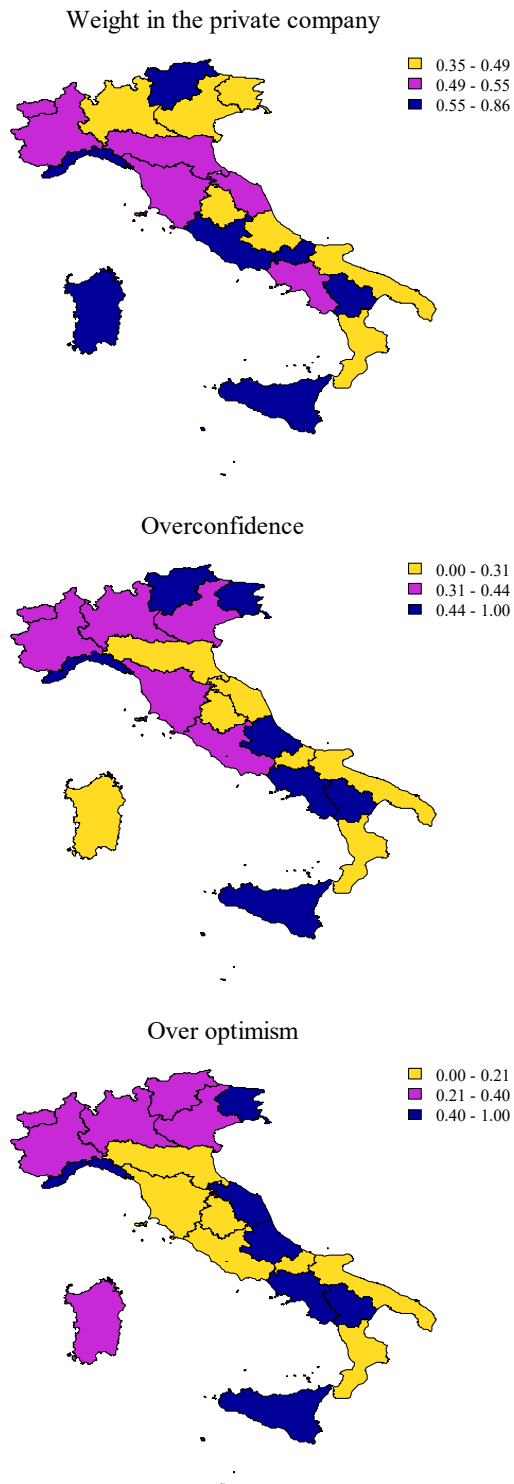 Weight in the private company
0.35 - 0.49
0.49 - 0.55
0.55 - 0.86
Overconfidence
0.00 - 0.31
0.31 - 0.44
0.44 - 1.00
Over optimism
0.00 - 0.21
0.21 - 0.40
0.40 - 1.00